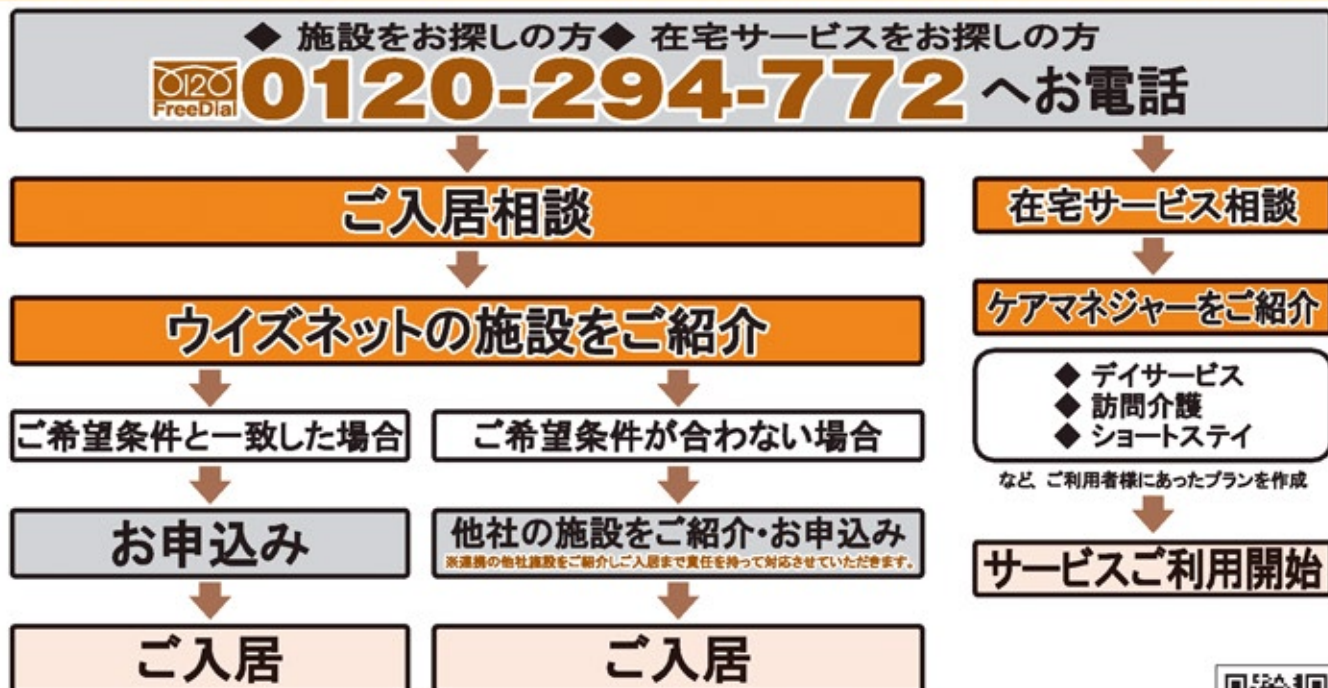 ◆ 施設をお探しの方◆ 在宅サービスをお探しの方
0120
FreeDial
0120-294-772 へお電話
ご入居相談
ウイズネットの施設をご紹介
ご希望条件と一致した場合
お申込み
ご入居
ご希望条件が合わない場合
他社の施設をご紹介・お申込み
※連携の他社施設をご紹介しご入居まで責任を持って対応させていただきます。
ご入居
在宅サービス相談
ケアマネジャーをご紹介
◆ デイサービス
◆ 訪問介護
◆ ショートステイ
など、ご利用者様にあったプランを作成
サービスご利用開始